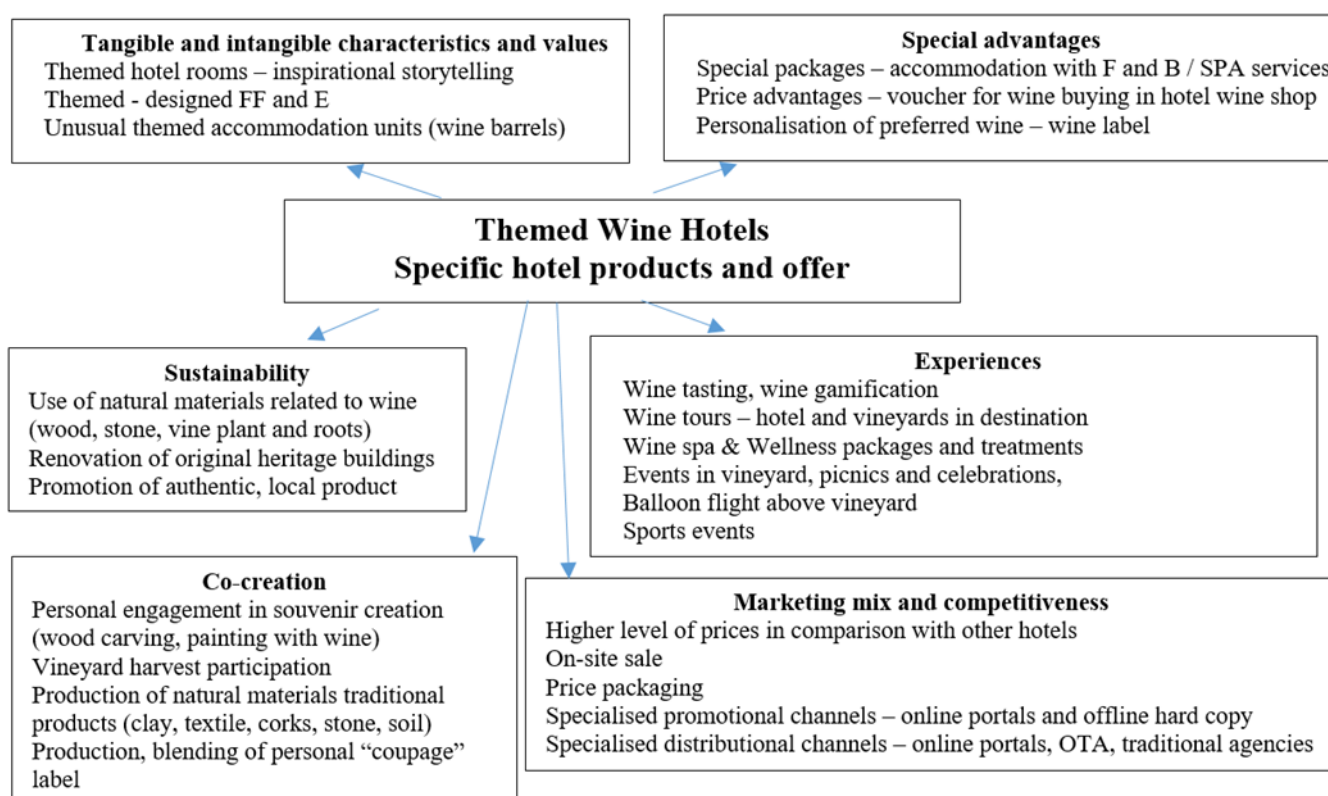 Tangible and intangible characteristics and values
Themed hotel rooms – inspirational storytelling
Themed - designed FF and E
Unusual themed accommodation units (wine barrels)
Special advantages
Special packages – accommodation with F and B / SPA services
Price advantages – voucher for wine buying in hotel wine shop
Personalisation of preferred wine – wine label
Themed Wine Hotels
Specific hotel products and offer
Sustainability
Use of natural materials related to wine
(wood, stone, vine plant and roots)
Renovation of original heritage buildings
Promotion of authentic, local product
Experiences
Wine tasting, wine gamification
Wine tours – hotel and vineyards in destination
Wine spa & Wellness packages and treatments
Events in vineyard, picnics and celebrations,
Balloon flight above vineyard
Sports events
Co-creation
Personal engagement in souvenir creation
(wood carving, painting with wine)
Vineyard harvest participation
Production of natural materials traditional
products (clay, textile, corks, stone, soil)
Production, blending of personal “coupage”
label
Marketing mix and competitiveness
Higher level of prices in comparison with other hotels
On-site sale
Price packaging
Specialised promotional channels – online portals and offline hard copy
Specialised distributional channels – online portals, OTA, traditional agencies